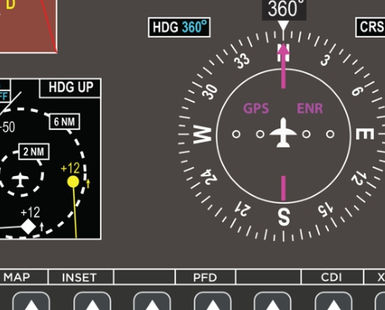 D
360°
HDG 360°
CRS
FF
HDG UP
-50
6 NM
2 NM
+12
+12
N
3
6
E
12
15
S
21
24
W
30
33
GPS
ENR
MAP
INSET
PFD
CDI
X